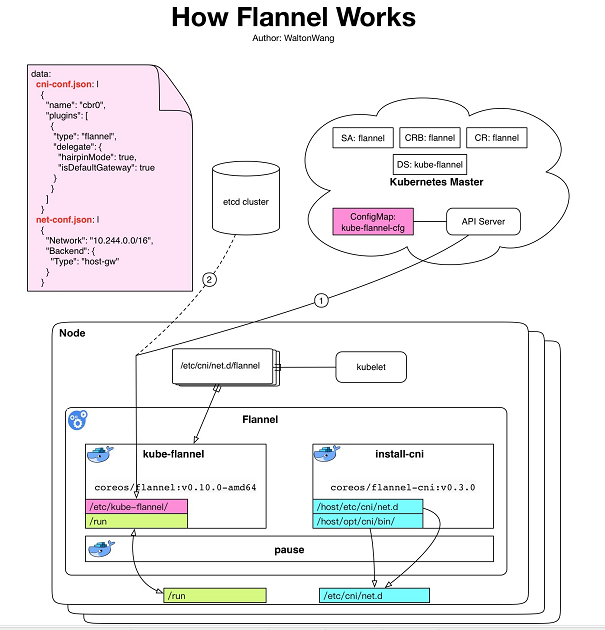 How Flannel Works
Author: WaltonWang
data:
cni-conf.json: |
{
"name": "cbr0",
"plugins": [
{
"type": "flannel",
"delegate": {
"hairpinMode": true,
"isDefaultGateway": true
}
}
]
}
net-conf.json: |
{
"Network": "10.244.0.0/16",
"Backend": {
"Type": "host-gw"
}
}
etcd cluster
SA: flannel
CRB: flannel
CR: flannel
DS: kube-flannel
Kubernetes Master
ConfigMap:
kube-flannel-cfg
API Server
2
1
Node
/etc/cni/net.d/flannel
kubelet
Flannel
kube-flannel
coreos/flannel:v0.10.0-amd64
/etc/kube-flannel/
/run
install-cni
coreos/flannel-cni:v0.3.0
/host/etc/cni/net.d
/host/opt/cni/bin/
pause
/run
/etc/cni/net.d